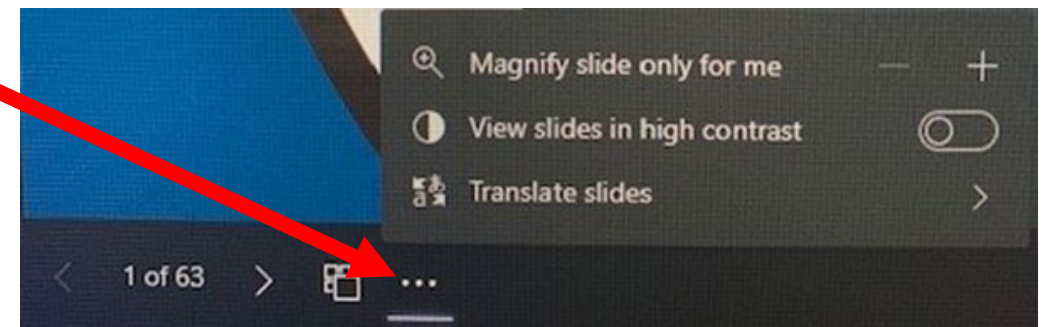 Magnify slide only for me
View slides in high contrast
Translate slides
1 of 63